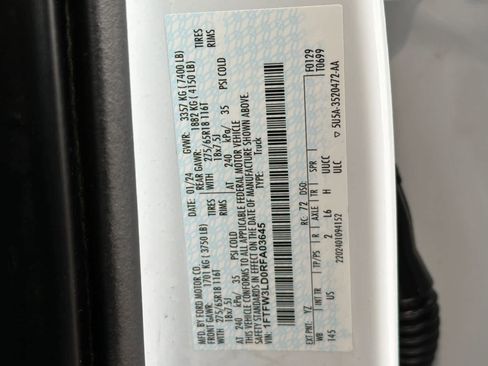 MFD. BY FORD MOTOR CO.
DATE: 01/24 GVWR: 3357 KG ( 7400 LB)
FRONT GAWR: 1701 KG ( 3750 LB) REAR GAWR: 1882 KG ( 4150 LB)
275/65R18 116T TIRES WITH 275/65R18 116T TIRES
18x7.5J RIMS 18x7.5J RIMS
AT 240 kPa/ 35 PSI COLD AT 240 kPa/ 35 PSI COLD
THIS VEHICLE CONFORMS TO ALL APPLICABLE FEDERAL MOTOR VEHICLE
SAFETY STANDARDS IN EFFECT ON THE DATE OF MANUFACTURE SHOWN ABOVE.
VIN: 1FTFW3LD0RFA03645 TYPE: Truck
F0129
T0699
EXT PNT: YZ RC: 72 DSO:
WB INT TR TP/PS R AXLE TR SPR
145 US 2 L6 H UUCC
ULC
2202401094152
▽ 5U5A-3520472-AA